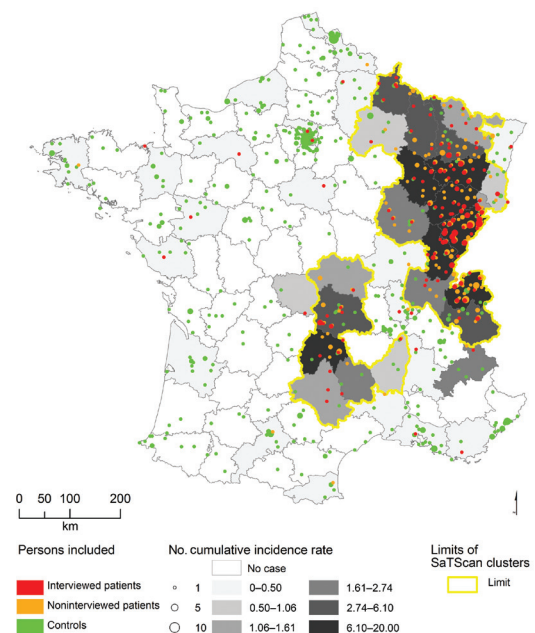 0 50 100 200
km
Persons included
Interviewed patients
Noninterviewed patients
Controls
No. cumulative incidence rate
1
5
10
No case
0–0.50
0.50–1.06
1.06–1.61
1.61–2.74
2.74–6.10
6.10–20.00
Limits of
SaTScan clusters
Limit